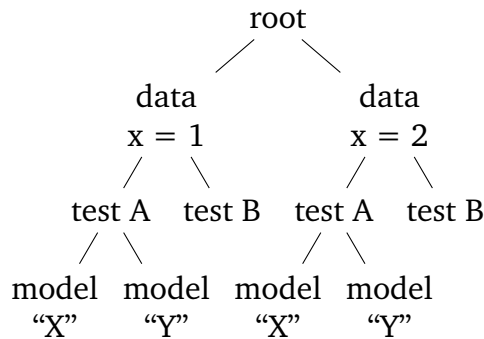 root
data data
x = 1 x = 2
test A test B test A test B
model model model model
“X” “Y” “X” “Y”